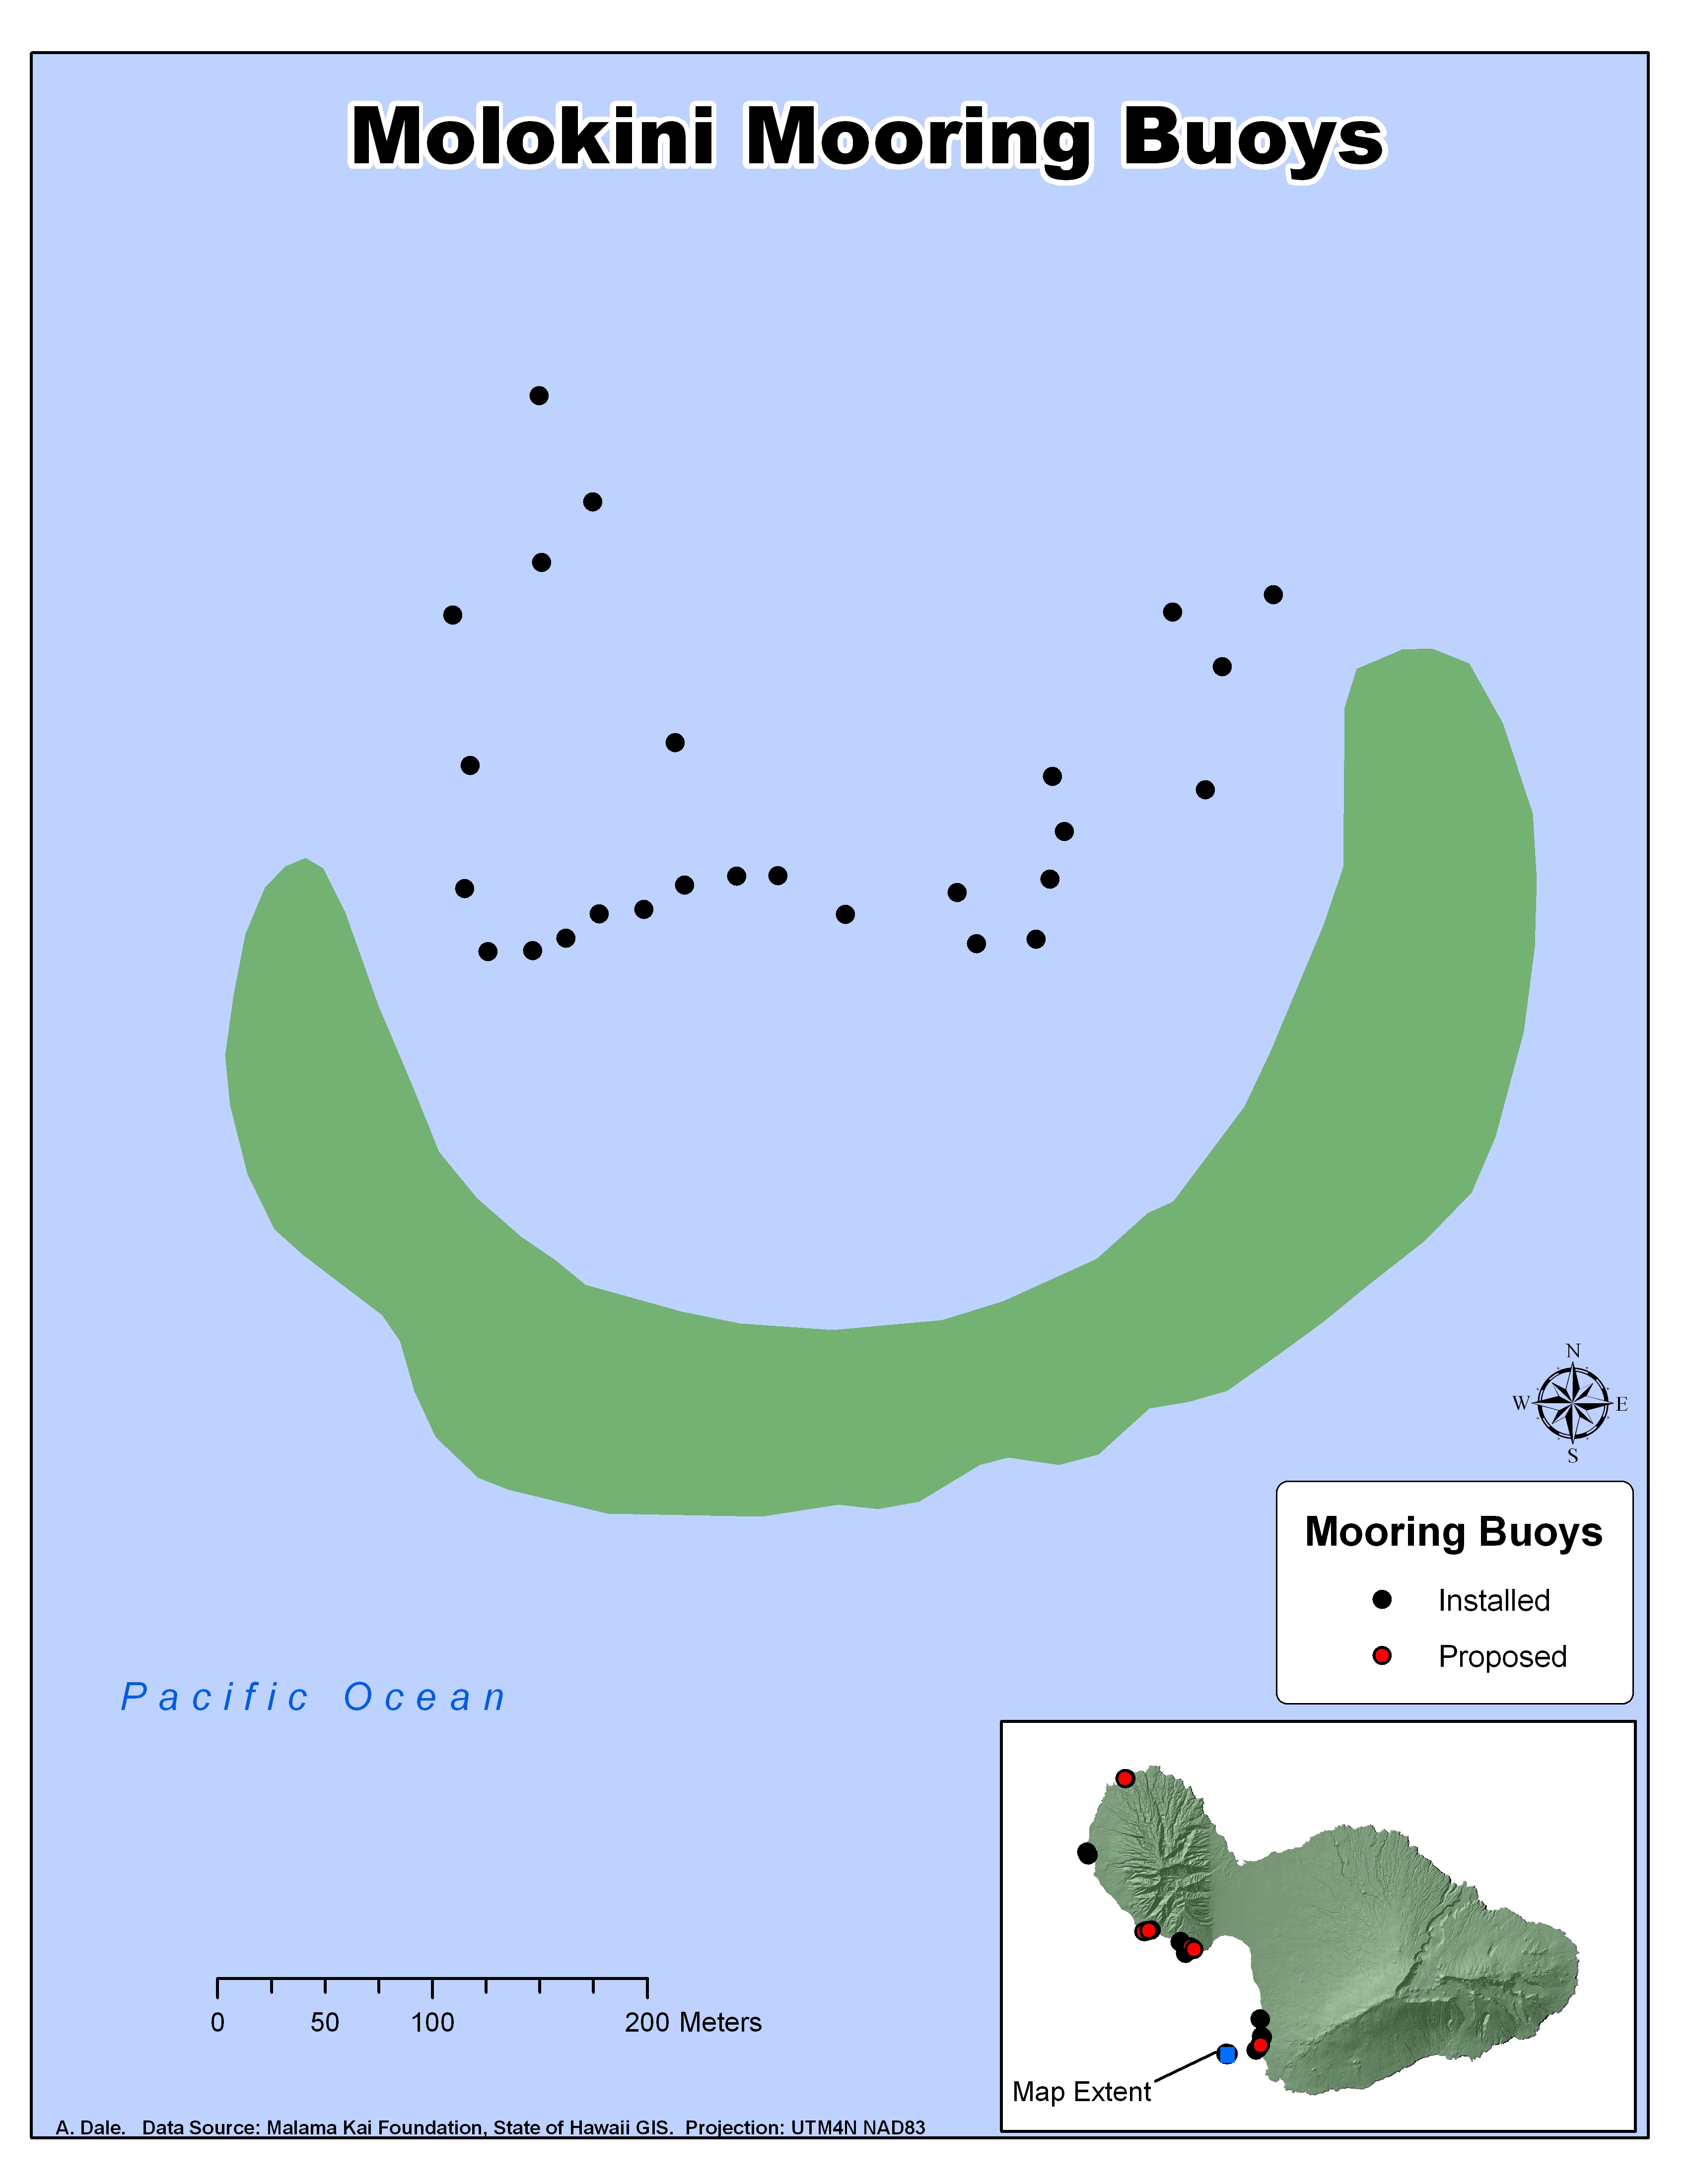 Molokini Mooring Buoys
N
W E
S
Mooring Buoys
Installed
Proposed
Pacific Ocean
0 50 100 200 Meters
Map Extent
A. Dale. Data Source: Malama Kai Foundation, State of Hawaii GIS. Projection: UTM4N NAD83